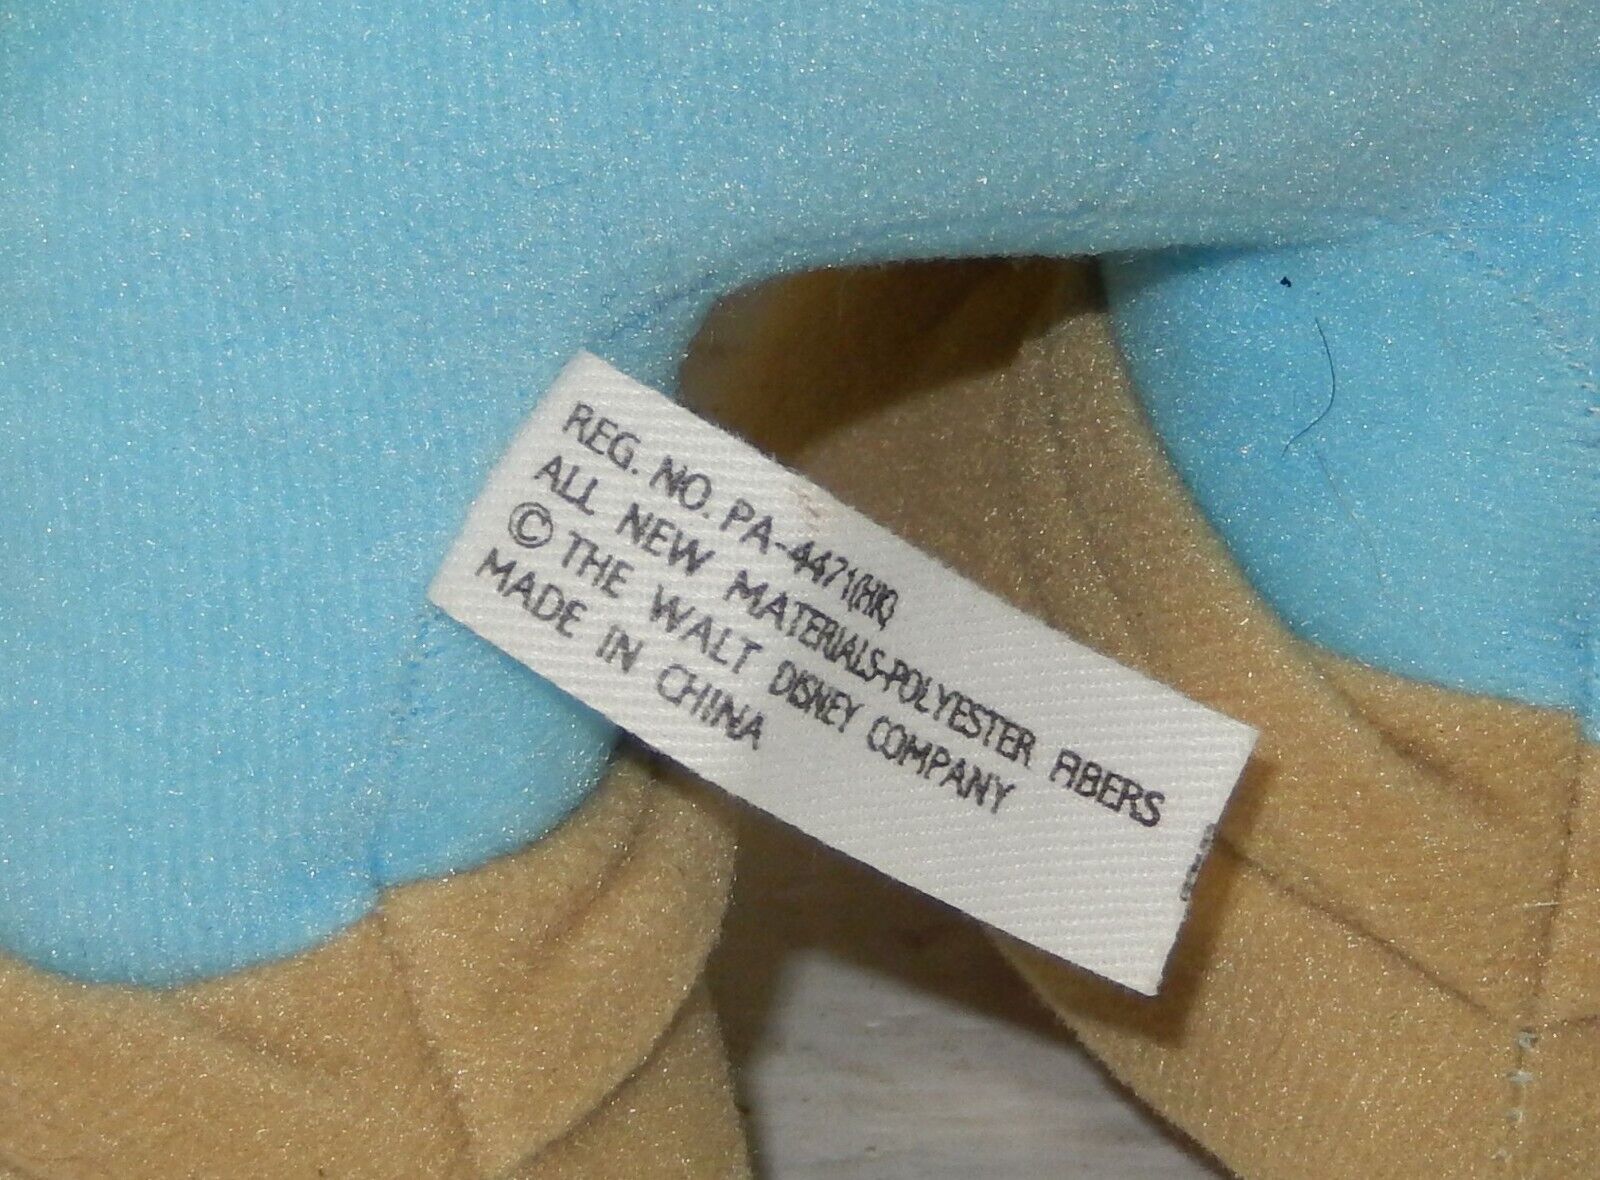 REG. NO. PA-4471(HK)
ALL NEW MATERIALS-POLYESTER FIBERS
© THE WALT DISNEY COMPANY
MADE IN CHINA